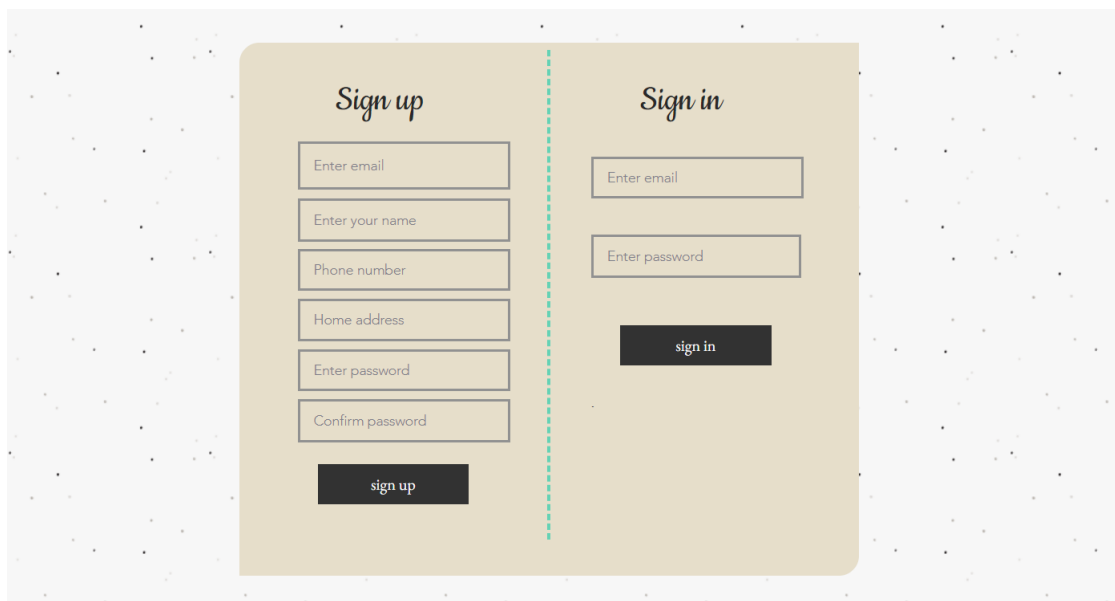 Sign up
Enter email
Enter your name
Phone number
Home address
Enter password
Confirm password
sign up
Sign in
Enter email
Enter password
sign in
.